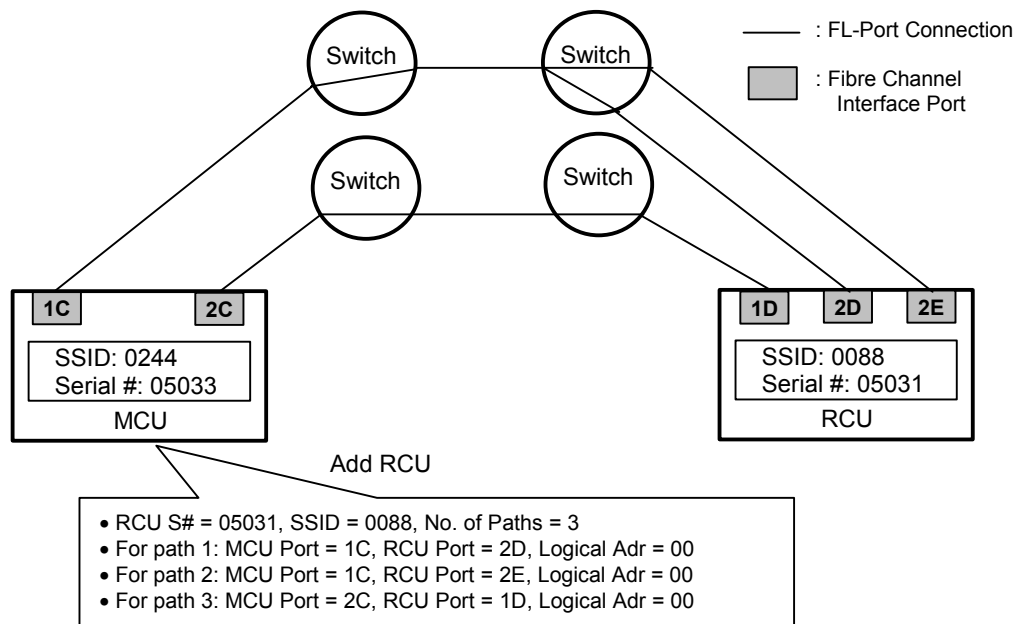 Switch
Switch
: FL-Port Connection
: Fibre Channel
Interface Port
Switch
Switch
1C
2C
1D
2D
2E
SSID: 0244
Serial #: 05033
MCU
SSID: 0088
Serial #: 05031
RCU
Add RCU
• RCU S# = 05031, SSID = 0088, No. of Paths = 3
• For path 1: MCU Port = 1C, RCU Port = 2D, Logical Adr = 00
• For path 2: MCU Port = 1C, RCU Port = 2E, Logical Adr = 00
• For path 3: MCU Port = 2C, RCU Port = 1D, Logical Adr = 00